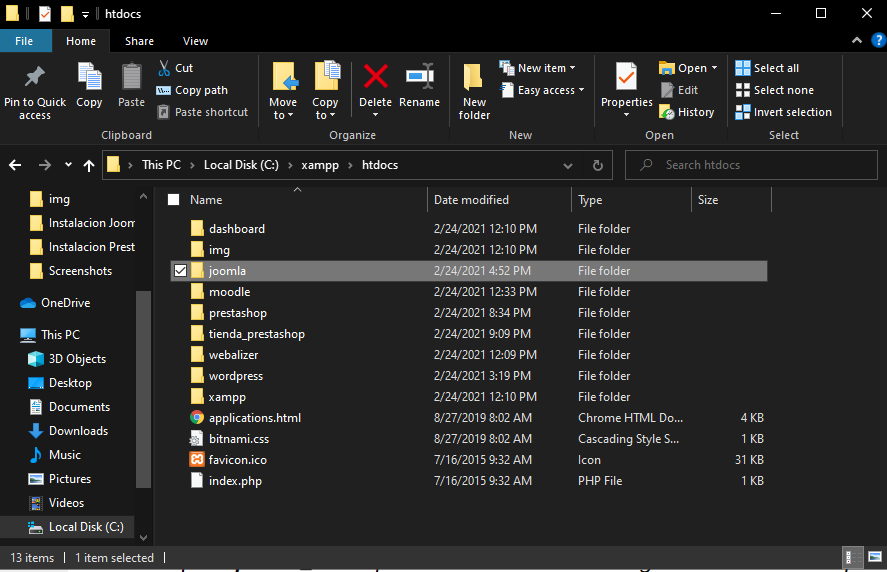 htdocs
File Home Share View
Pin to Quick access
Copy
Paste
Cut
Copy path
Paste shortcut
Move to
Copy to
Delete
Rename
New folder
New item
Easy access
Properties
Open
Edit
History
Select all
Select none
Invert selection
Clipboard Organize New Open Select
This PC Local Disk (C:) xampp htdocs
Search htdocs
img
Instalacion Joom
Instalacion Prest
Screenshots
OneDrive
This PC
3D Objects
Desktop
Documents
Downloads
Music
Pictures
Videos
Local Disk (C:)
Name Date modified Type Size
dashboard 2/24/2021 12:10 PM File folder
img 2/24/2021 12:10 PM File folder
joomla 2/24/2021 4:52 PM File folder
moodle 2/24/2021 12:33 PM File folder
prestashop 2/24/2021 8:34 PM File folder
tienda_prestashop 2/24/2021 9:09 PM File folder
webalizer 2/24/2021 12:09 PM File folder
wordpress 2/24/2021 3:19 PM File folder
xampp 2/24/2021 12:10 PM File folder
applications.html 8/27/2019 8:02 AM Chrome HTML Do... 4 KB
bitnami.css 8/27/2019 8:02 AM Cascading Style S... 1 KB
favicon.ico 7/16/2015 9:32 AM Icon 31 KB
index.php 7/16/2015 9:32 AM PHP File 1 KB
13 items 1 item selected